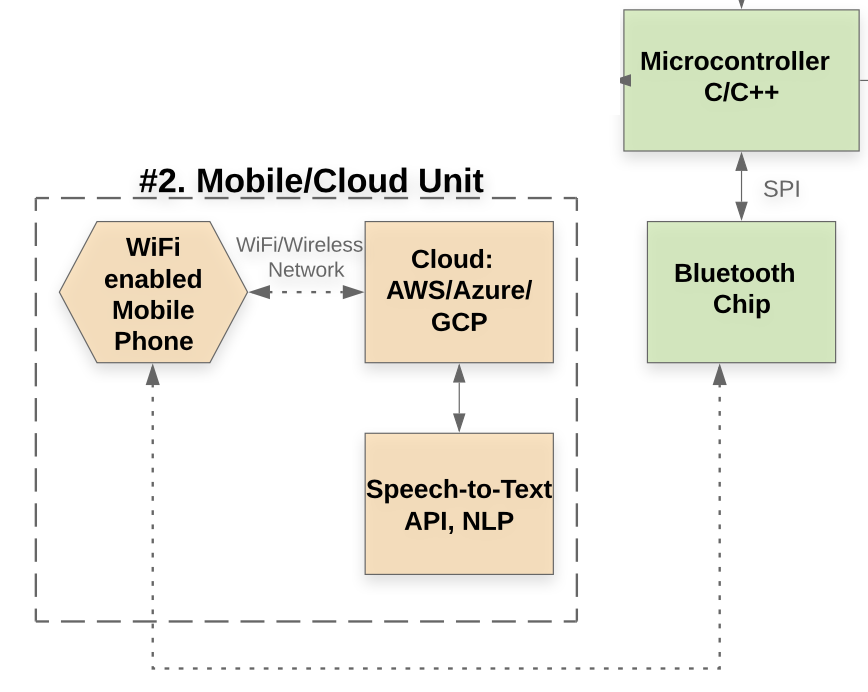 Microcontroller
C/C++
SPI
#2. Mobile/Cloud Unit
WiFi
enabled
Mobile
Phone
WiFi/Wireless
Network
Cloud:
AWS/Azure/
GCP
Bluetooth
Chip
Speech-to-Text
API, NLP